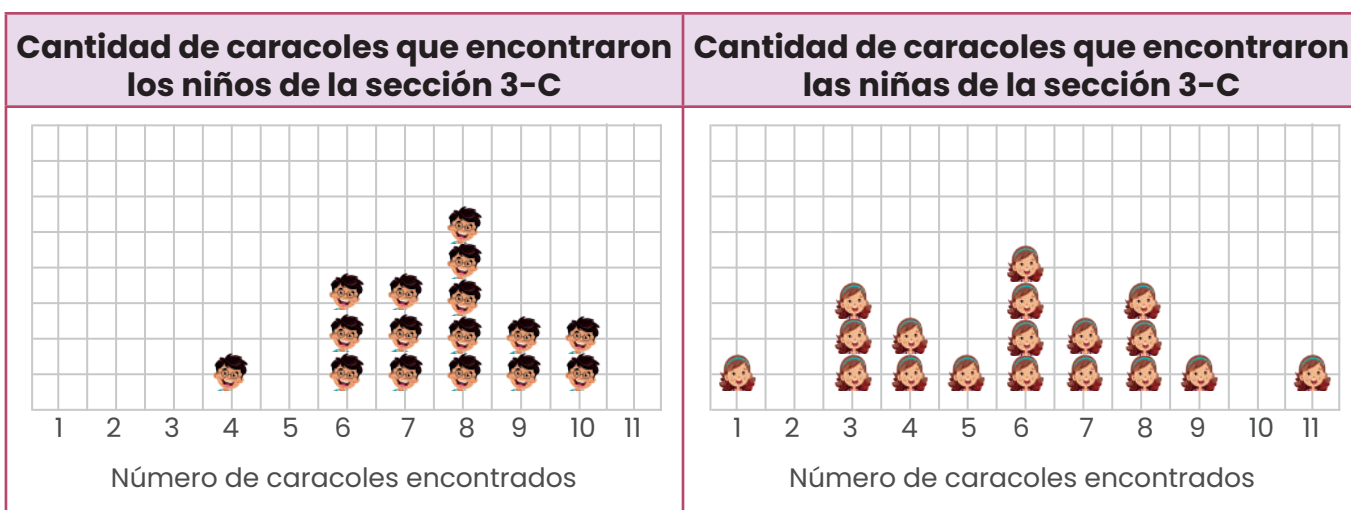 Cantidad de caracoles que encontraron
los niños de la sección 3-C
Cantidad de caracoles que encontraron
las niñas de la sección 3-C
1 2 3 4 5 6 7 8 9 10 11
Número de caracoles encontrados
1 2 3 4 5 6 7 8 9 10 11
Número de caracoles encontrados